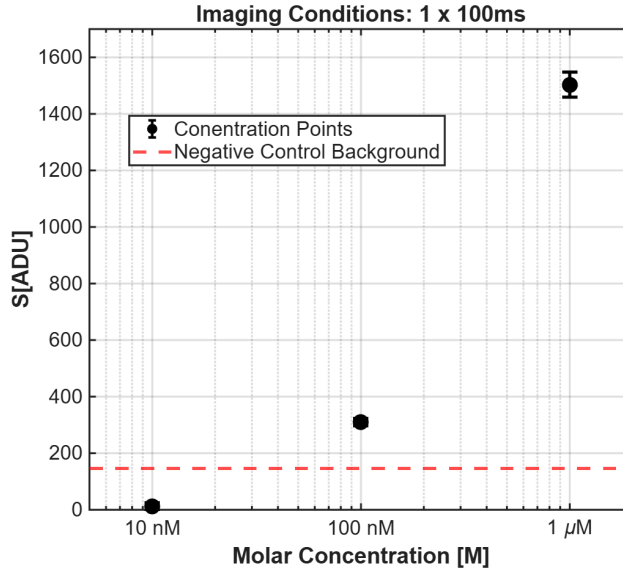 Imaging Conditions: 1 x 100ms
1600
1400
1200
1000
800
600
400
200
0
S[ADU]
Conentration Points
Negative Control Background
10 nM
100 nM
1 µM
Molar Concentration [M]